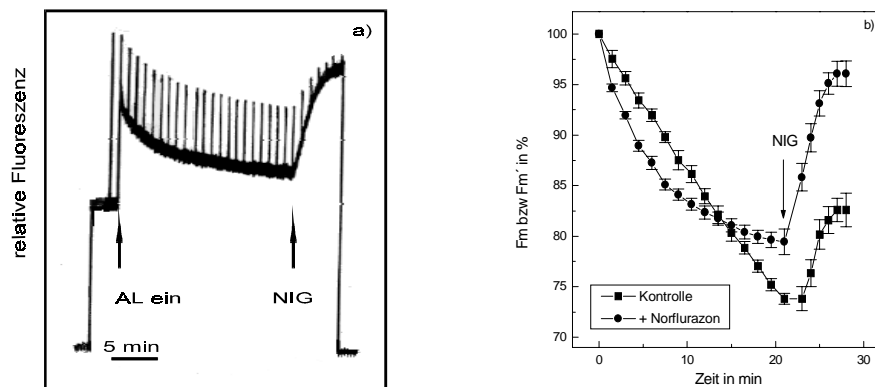 a)
relative Fluoreszenz
AL ein
NIG
5 min
b)
100
95
90
85
80
75
70
Fm bzw Fm´ in %
NIG
Kontrolle
+ Norflurazon
0
10
20
30
Zeit in min